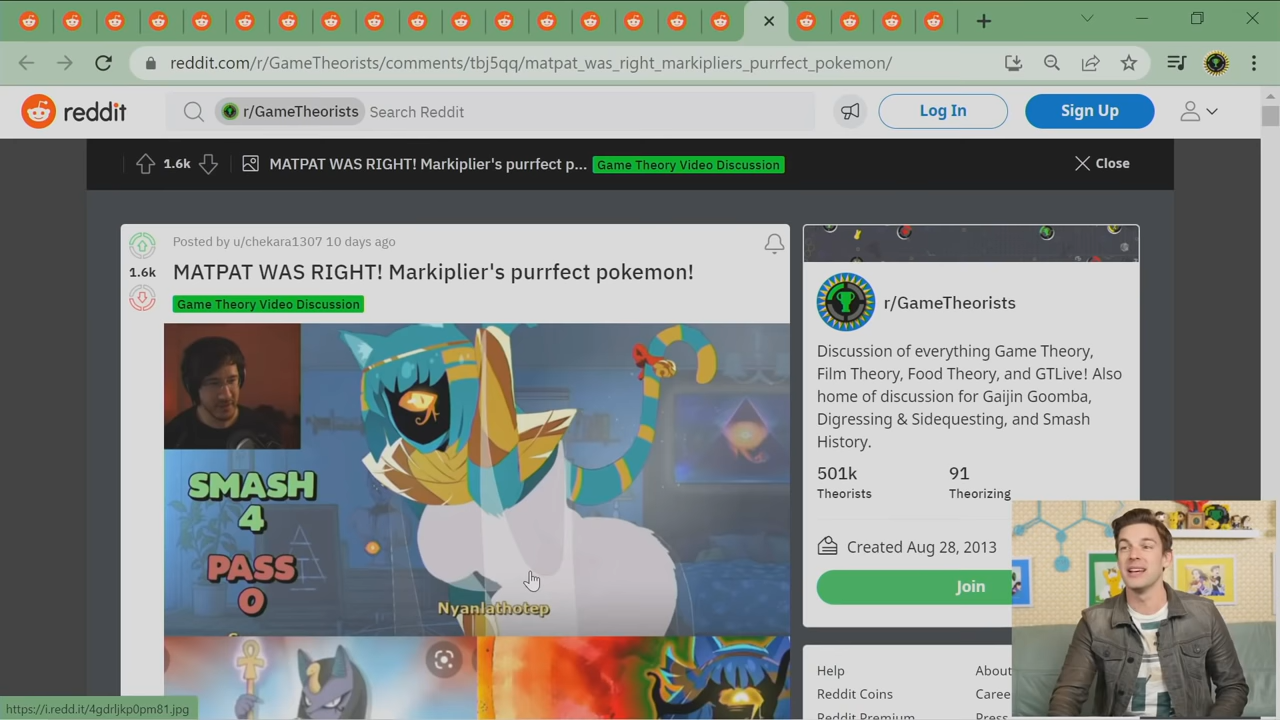 reddit.com/r/GameTheorists/comments/tbj5qq/matpat_was_right_markipliers_purrfect_pokemon/
reddit
r/GameTheorists
Search Reddit
Log In
Sign Up
1.6k
MATPAT WAS RIGHT! Markiplier's purrfect p...
Game Theory Video Discussion
Close
Posted by u/chekara1307 10 days ago
1.6k
MATPAT WAS RIGHT! Markiplier's purrfect pokemon!
Game Theory Video Discussion
SMASH
4
PASS
0
Nyanlathotep
r/GameTheorists
Discussion of everything Game Theory,
Film Theory, Food Theory, and GTLive! Also
home of discussion for Gaijin Goomba,
Digressing & Sidequesting, and Smash
History.
501k
91
Theorists
Theorizing
Created Aug 28, 2013
Join
Help
About
Reddit Coins
Caree
Reddit Premium
Press
https://i.redd.it/4gdrljkp0pm81.jpg